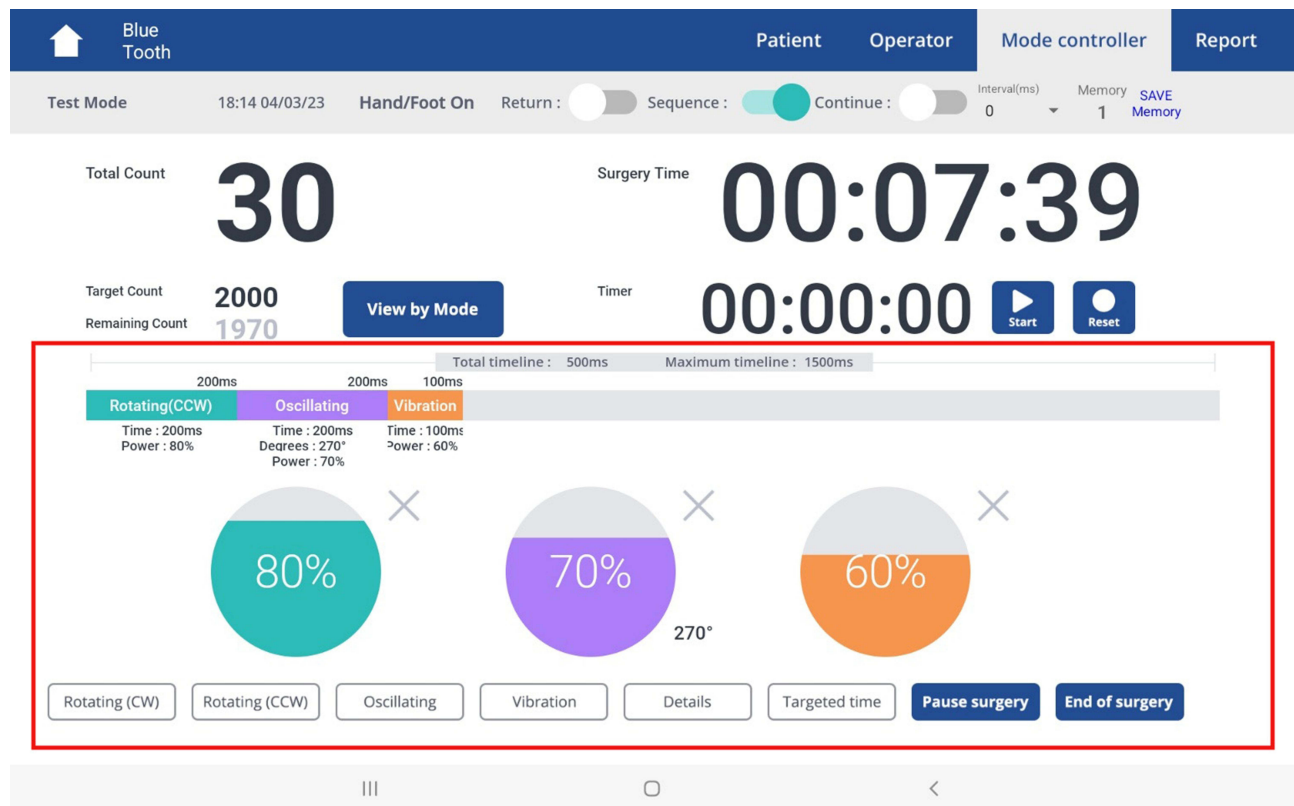 Blue
Tooth
Patient
Operator
Mode controller
Report
Test Mode
18:14 04/03/23
Hand/Foot On
Return :
Sequence :
Continue :
Interval(ms)
0
Memory
1
SAVE
Memory
Total Count
30
Surgery Time
00:07:39
Target Count
2000
Remaining Count
1970
View by Mode
Timer
00:00:00
Start
Reset
Total timeline : 500ms
Maximum timeline : 1500ms
200ms
200ms
100ms
Rotating(CCW)
Oscillating
Vibration
Time : 200ms
Power : 80%
Time : 200ms
Degrees : 270°
Power : 70%
Time : 100ms
Power : 60%
80%
70%
270°
60%
Rotating (CW)
Rotating (CCW)
Oscillating
Vibration
Details
Targeted time
Pause surgery
End of surgery